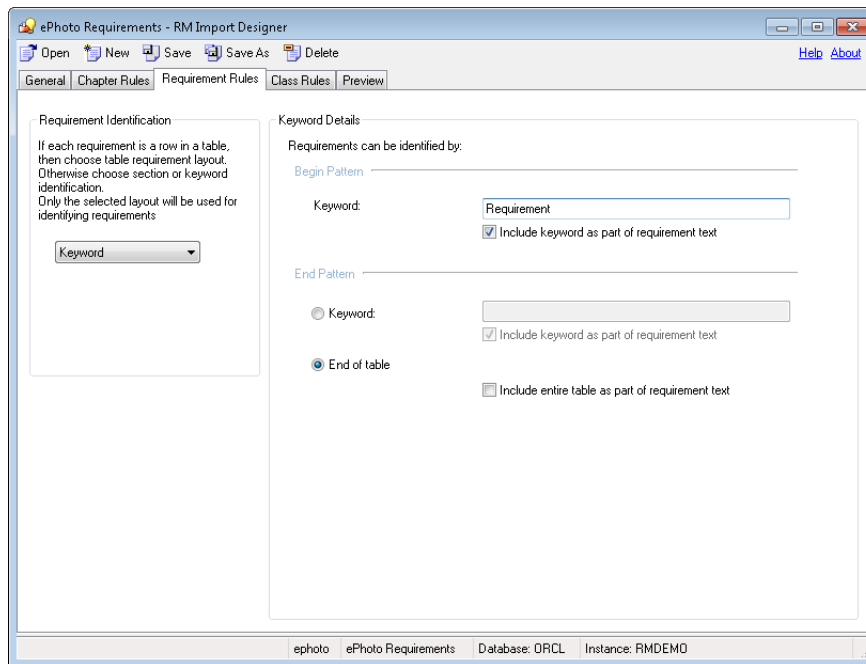 ePhoto Requirements - RM Import Designer
Open New Save Save As Delete Help About
General Chapter Rules Requirement Rules Class Rules Preview
Requirement Identification
If each requirement is a row in a table,
then choose table requirement layout.
Otherwise choose section or keyword
identification.
Only the selected layout will be used for
identifying requirements
Keyword
Keyword Details
Requirements can be identified by:
Begin Pattern
Keyword: Requirement
Include keyword as part of requirement text
End Pattern
Keyword:
Include keyword as part of requirement text
End of table
Include entire table as part of requirement text
ephoto ePhoto Requirements Database: ORCL Instance: RMDEMO